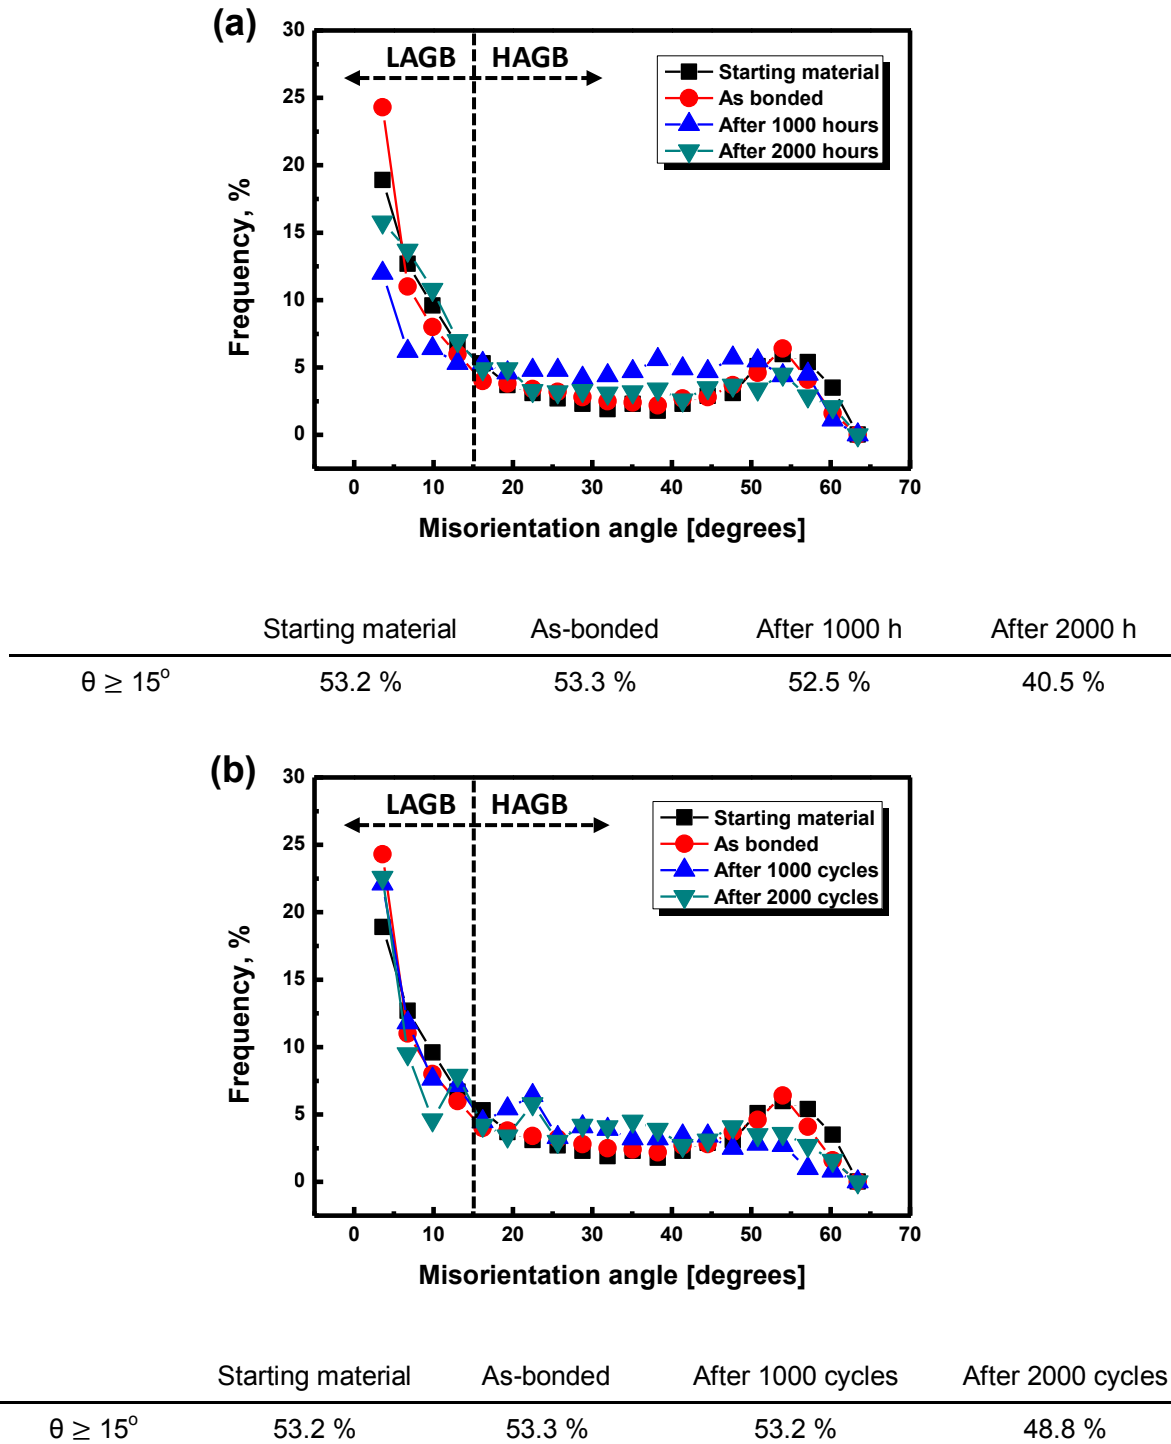 (a)
30
25
20
15
10
5
0
Frequency, %
LAGB HAGB
Starting material
As bonded
After 1000 hours
After 2000 hours
0 10 20 30 40 50 60 70
Misorientation angle [degrees]
Starting material As-bonded After 1000 h After 2000 h
θ ≥ 15° 53.2 % 53.3 % 52.5 % 40.5 %
(b)
30
25
20
15
10
5
0
Frequency, %
LAGB HAGB
Starting material
As bonded
After 1000 cycles
After 2000 cycles
0 10 20 30 40 50 60 70
Misorientation angle [degrees]
Starting material As-bonded After 1000 cycles After 2000 cycles
θ ≥ 15° 53.2 % 53.3 % 53.2 % 48.8 %